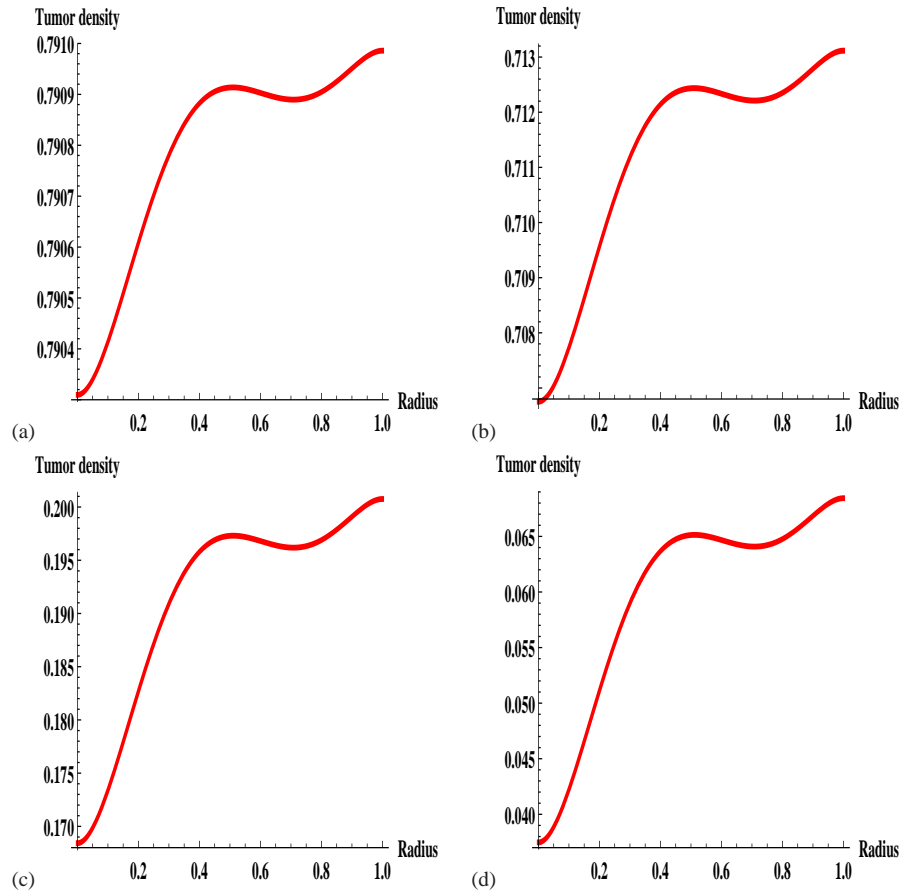 Tumor density
0.7910
0.7909
0.7908
0.7907
0.7906
0.7905
0.7904
0.2 0.4 0.6 0.8 1.0
Radius
(a)
Tumor density
0.713
0.712
0.711
0.710
0.709
0.708
0.2 0.4 0.6 0.8 1.0
Radius
(b)
Tumor density
0.200
0.195
0.190
0.185
0.180
0.175
0.170
0.2 0.4 0.6 0.8 1.0
Radius
(c)
Tumor density
0.065
0.060
0.055
0.050
0.045
0.040
0.2 0.4 0.6 0.8 1.0
Radius
(d)